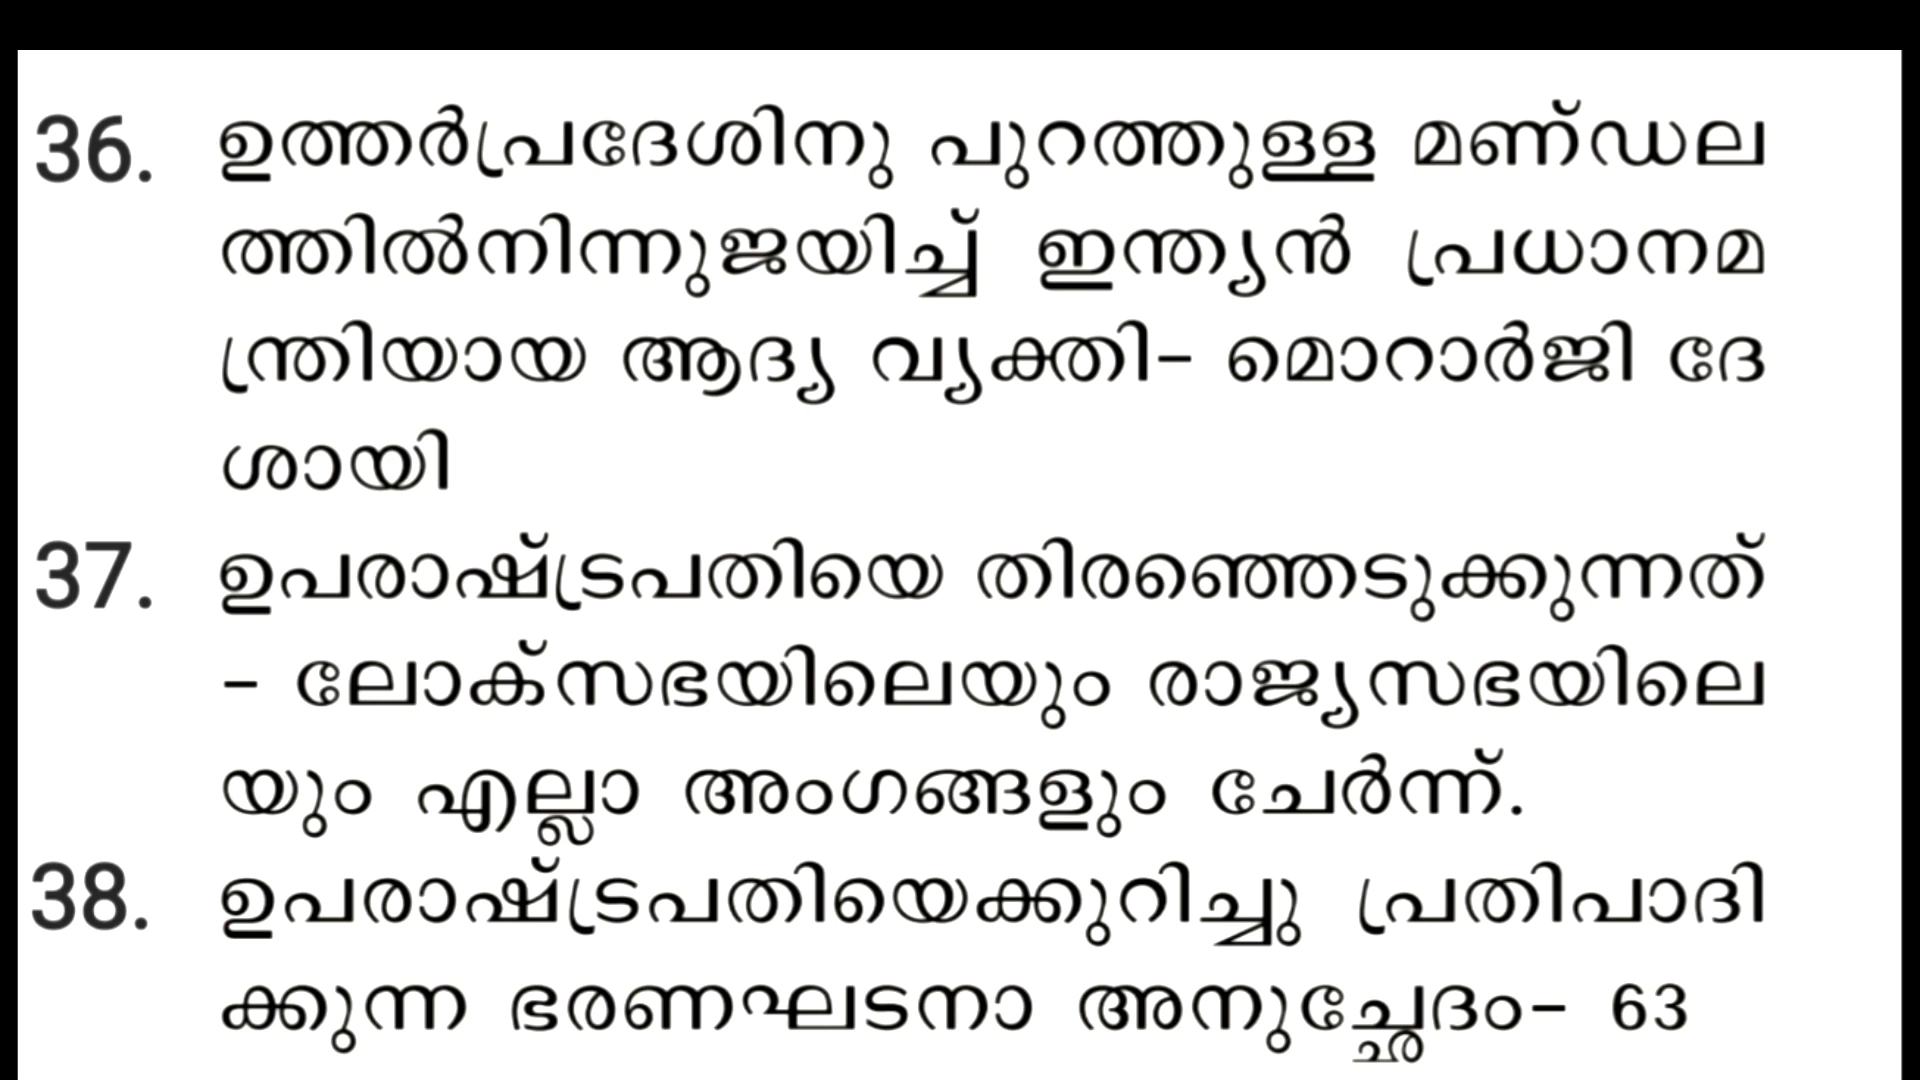 36. ഉത്തർപ്രദേശിനു പുറത്തുള്ള മണ്ഡല
ത്തിൽനിന്നുജയിച്ച് ഇന്ത്യൻ പ്രധാനമ
ന്ത്രിയായ ആദ്യ വ്യക്തി– മൊറാർജി ദേ
ശായി
37. ഉപരാഷ്ട്രപതിയെ തിരഞ്ഞെടുക്കുന്നത്
– ലോക്സഭയിലെയും രാജ്യസഭയിലെ
യും എല്ലാ അംഗങ്ങളും ചേർന്ന്.
38. ഉപരാഷ്ട്രപതിയെക്കുറിച്ചു പ്രതിപാദി
ക്കുന്ന ഭരണഘടനാ അനുച്ഛേദം– 63